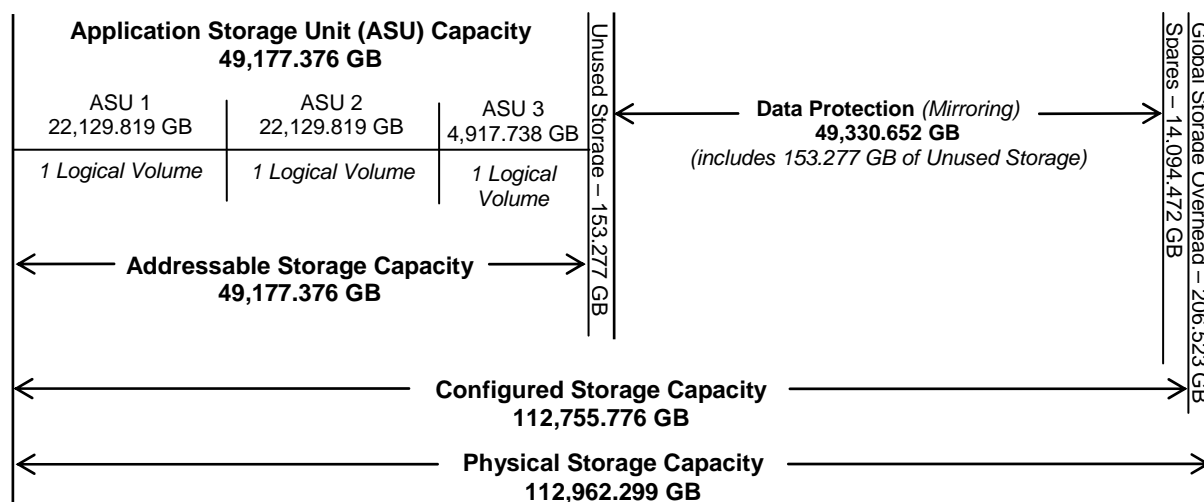 Application Storage Unit (ASU) Capacity
49,177.376 GB
ASU 1
22,129.819 GB
ASU 2
22,129.819 GB
ASU 3
4,917.738 GB
1 Logical Volume
1 Logical Volume
1 Logical
Volume
Unused Storage – 153.277 GB
Data Protection (Mirroring)
49,330.652 GB
(includes 153.277 GB of Unused Storage)
Spares – 14,094.472 GB
Global Storage Overhead – 206.523 GB
Addressable Storage Capacity
49,177.376 GB
Configured Storage Capacity
112,755.776 GB
Physical Storage Capacity
112,962.299 GB